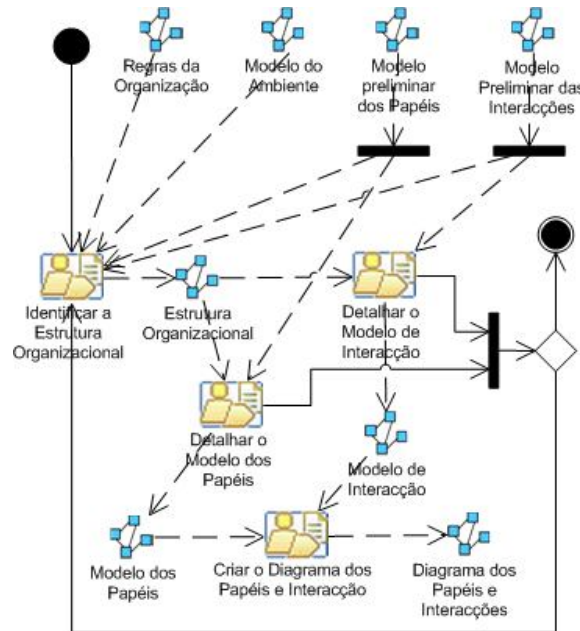 Regras da
Organização
Modelo do
Ambiente
Modelo
preliminar
dos Papéis
Modelo
Preliminar das
Interacções
Identificar a
Estrutura
Organizacional
Estrutura
Organizacional
Detalhar o
Modelo de
Interacção
Detalhar o
Modelo dos
Papéis
Modelo de
Interacção
Modelo dos
Papéis
Criar o Diagrama dos
Papéis e Interacção
Diagrama dos
Papéis e
Interacções